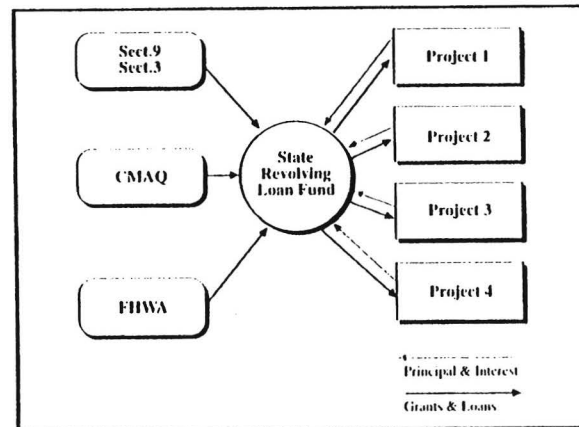 Sect.9
Sect.3
CMAQ
FHWA
State
Revolving
Loan Fund
Project 1
Project 2
Project 3
Project 4
Principal & Interest
Grants & Loans